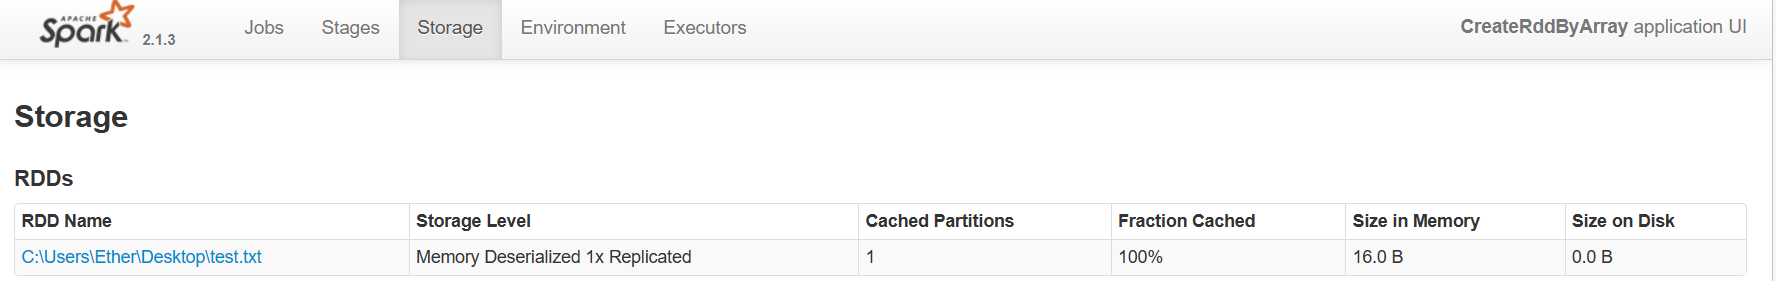 APACHE
Spark 2.1.3 Jobs Stages Storage Environment Executors CreateRddByArray application UI
Storage
RDDs
RDD Name Storage Level Cached Partitions Fraction Cached Size in Memory Size on Disk
C:\Users\Ether\Desktop\test.txt Memory Deserialized 1x Replicated 1 100% 16.0 B 0.0 B